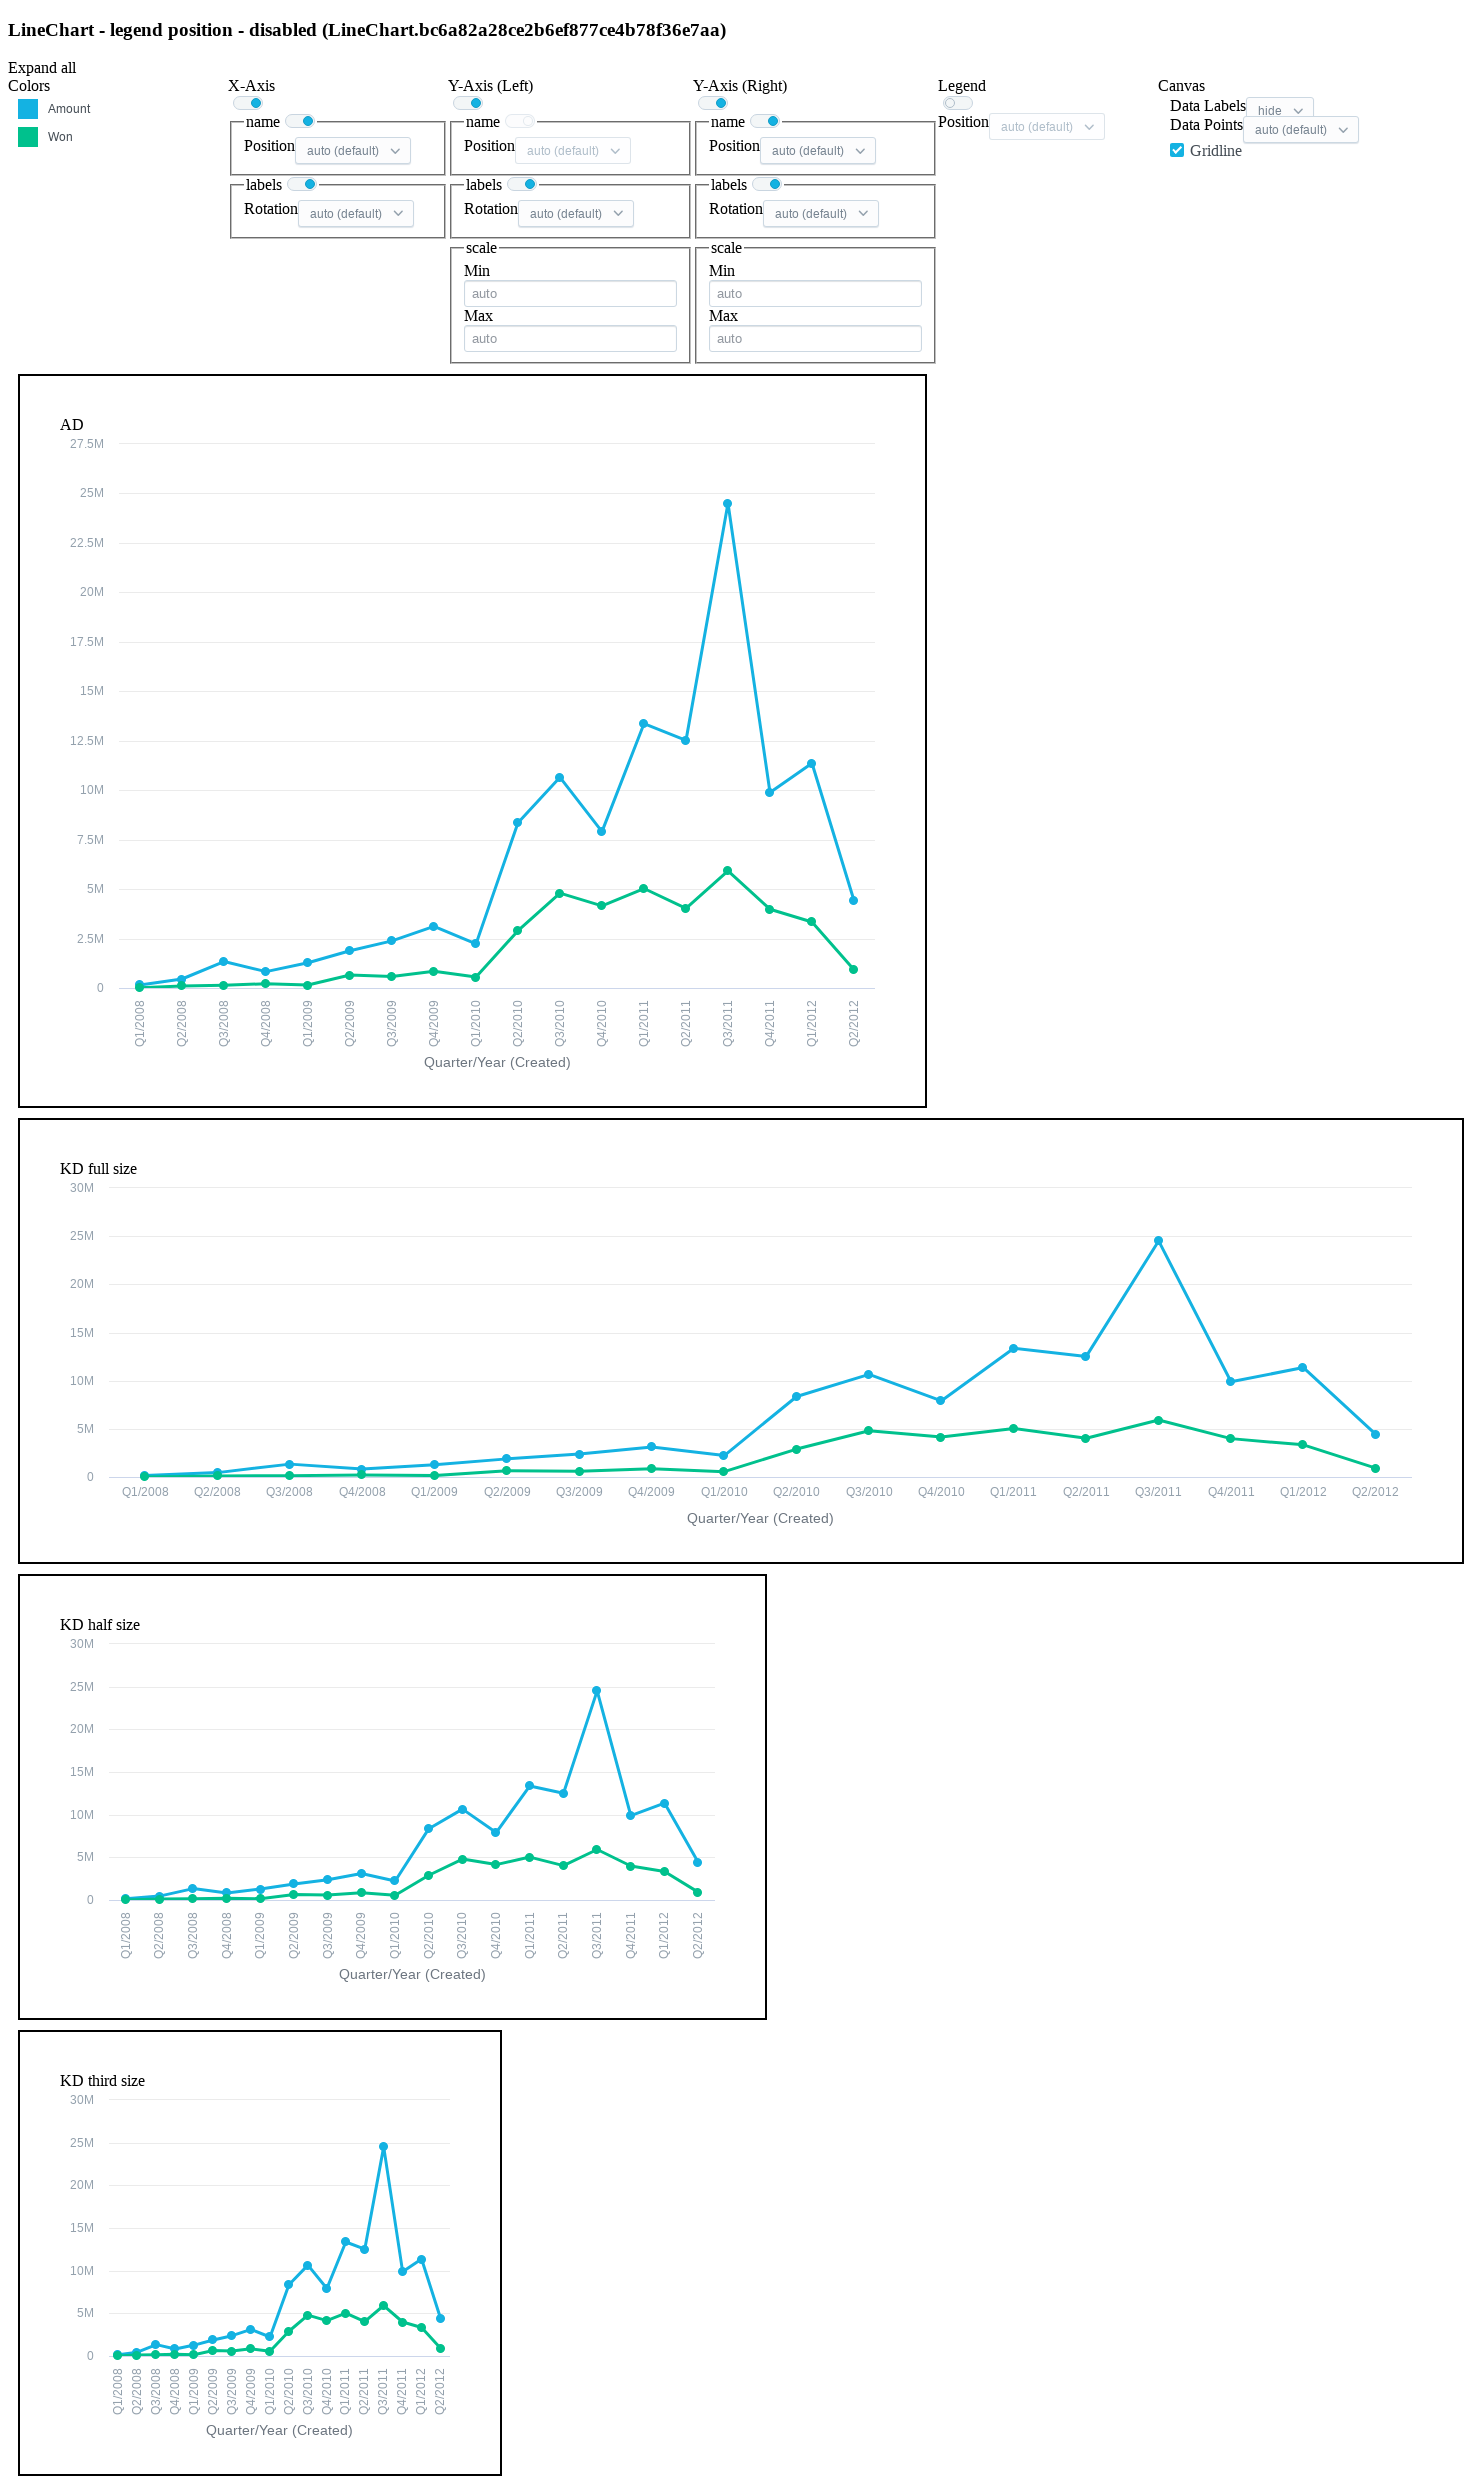 LineChart - legend position - disabled (LineChart.bc6a82a28ce2b6ef877ce4b78f36e7aa)
Expand all
Colors
Amount
Won
X-Axis
name
Position auto (default)
labels
Rotation auto (default)
Y-Axis (Left)
name
Position auto (default)
labels
Rotation auto (default)
scale
Min
auto
Max
auto
Y-Axis (Right)
name
Position auto (default)
labels
Rotation auto (default)
scale
Min
auto
Max
auto
Legend
Position auto (default)
Canvas
Data Labels hide
Data Points auto (default)
Gridline
AD
27.5M
25M
22.5M
20M
17.5M
15M
12.5M
10M
7.5M
5M
2.5M
0
Q1/2008 Q2/2008 Q3/2008 Q4/2008 Q1/2009 Q2/2009 Q3/2009 Q4/2009 Q1/2010 Q2/2010 Q3/2010 Q4/2010 Q1/2011 Q2/2011 Q3/2011 Q4/2011 Q1/2012 Q2/2012
Quarter/Year (Created)
KD full size
30M
25M
20M
15M
10M
5M
0
Q1/2008 Q2/2008 Q3/2008 Q4/2008 Q1/2009 Q2/2009 Q3/2009 Q4/2009 Q1/2010 Q2/2010 Q3/2010 Q4/2010 Q1/2011 Q2/2011 Q3/2011 Q4/2011 Q1/2012 Q2/2012
Quarter/Year (Created)
KD half size
30M
25M
20M
15M
10M
5M
0
Q1/2008 Q2/2008 Q3/2008 Q4/2008 Q1/2009 Q2/2009 Q3/2009 Q4/2009 Q1/2010 Q2/2010 Q3/2010 Q4/2010 Q1/2011 Q2/2011 Q3/2011 Q4/2011 Q1/2012 Q2/2012
Quarter/Year (Created)
KD third size
30M
25M
20M
15M
10M
5M
0
Q1/2008 Q2/2008 Q3/2008 Q4/2008 Q1/2009 Q2/2009 Q3/2009 Q4/2009 Q1/2010 Q2/2010 Q3/2010 Q4/2010 Q1/2011 Q2/2011 Q3/2011 Q4/2011 Q1/2012 Q2/2012
Quarter/Year (Created)